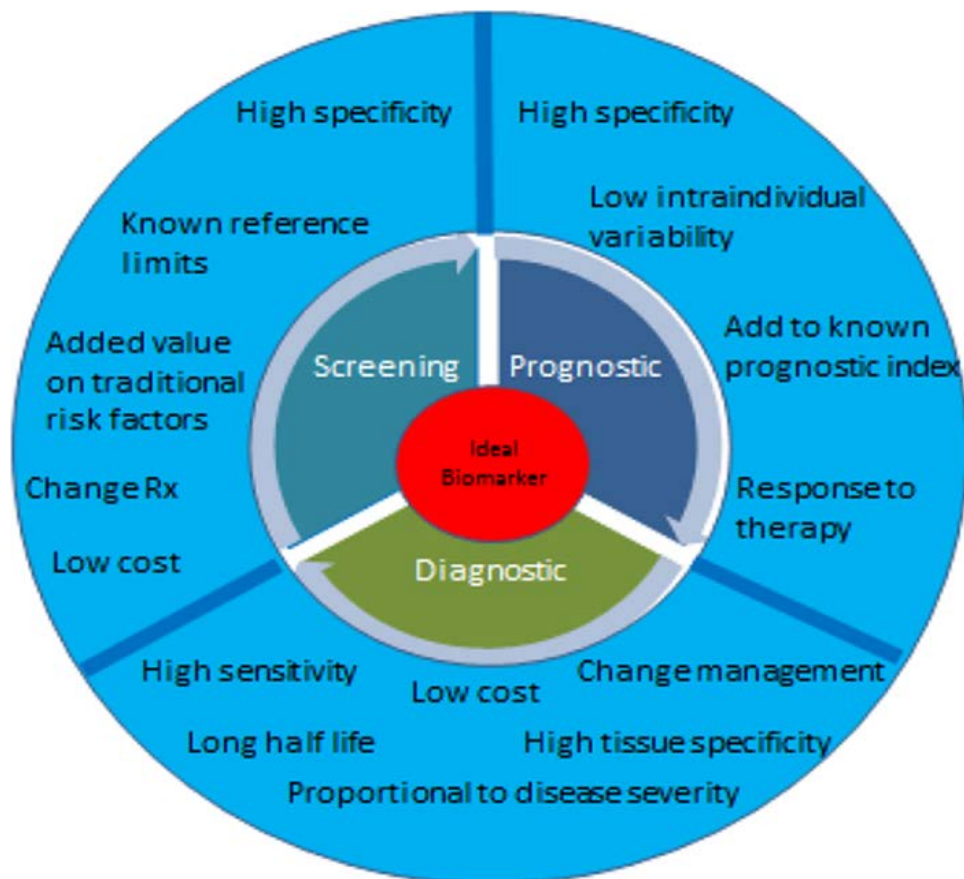 High specificity
High specificity
Low intraindividual
variability
Known reference
limits
Added value
on traditional
risk factors
Add to known
prognostic index
Screening
Prognostic
Ideal
Biomarker
Change Rx
Response to
therapy
Low cost
Diagnostic
High sensitivity
Low cost
Change management
Long half life
High tissue specificity
Proportional to disease severity